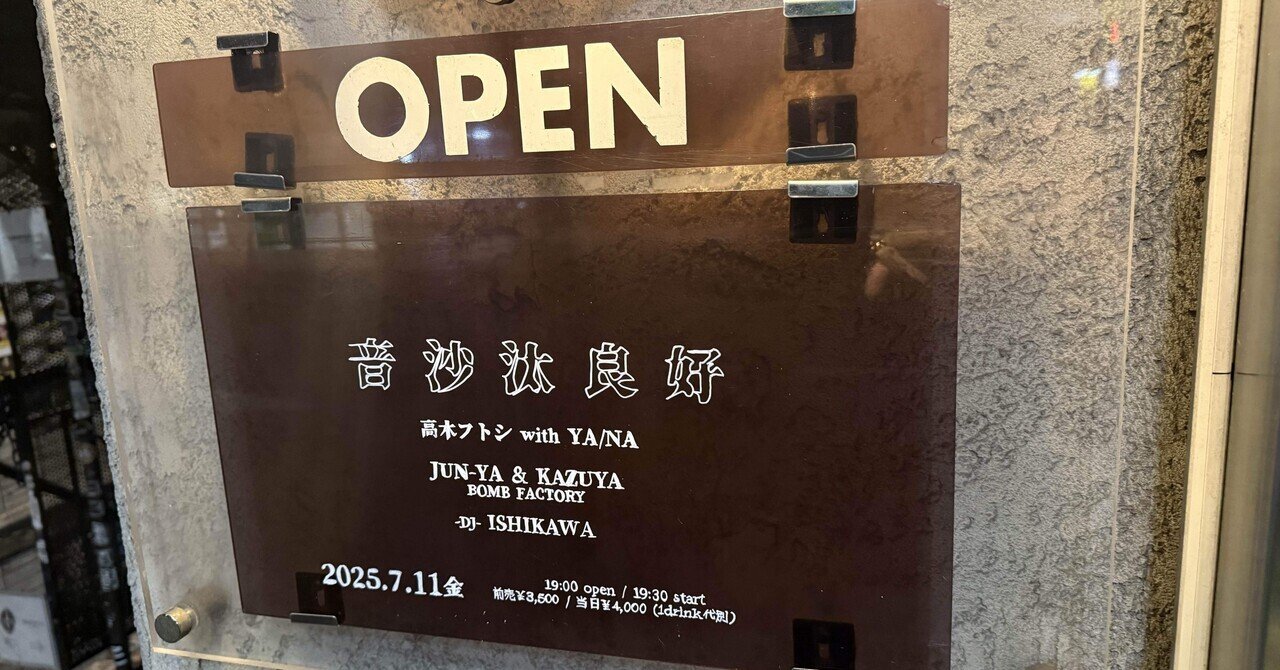 OPEN
音沙汰良好
高木フトシ with YA/NA
JUN-YA & KAZUYA
BOMB FACTORY
-DJ- ISHIKAWA
2025.7.11金
19:00 open / 19:30 start
前売¥3,500 / 当日¥4,000 (1drink代別)